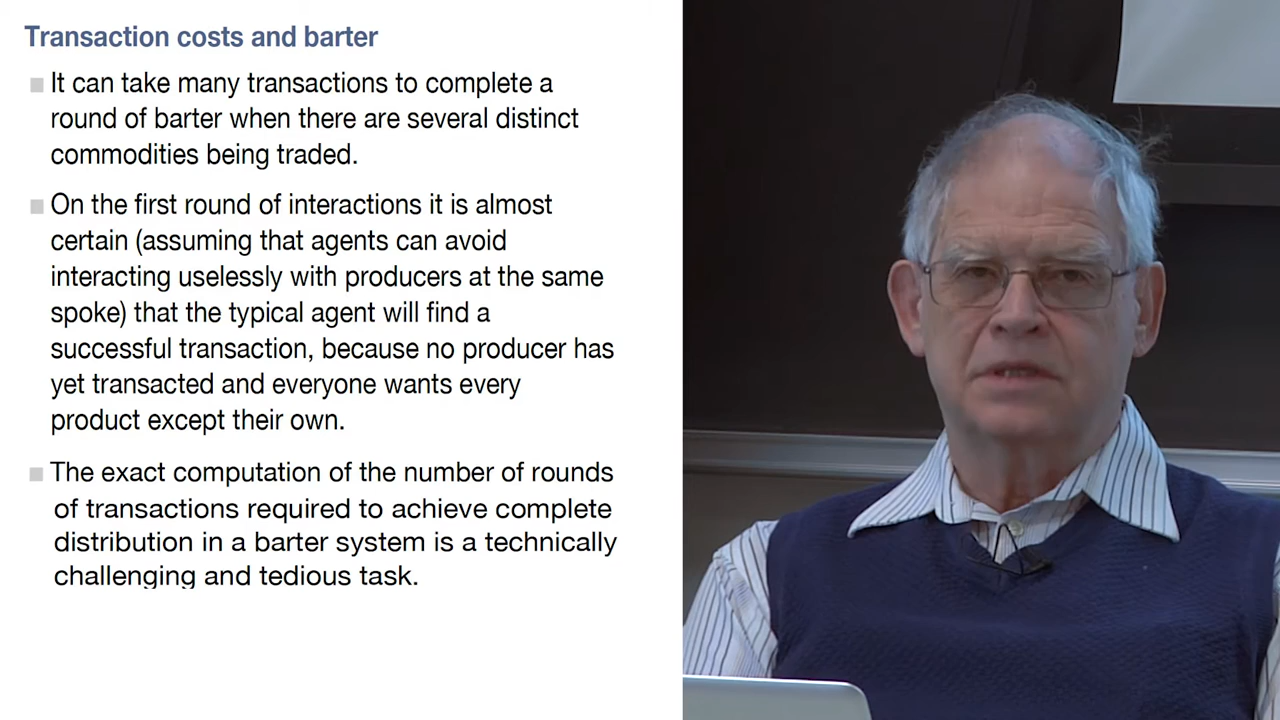 Transaction costs and barter
It can take many transactions to complete a
round of barter when there are several distinct
commodities being traded.
On the first round of interactions it is almost
certain (assuming that agents can avoid
interacting uselessly with producers at the same
spoke) that the typical agent will find a
successful transaction, because no producer has
yet transacted and everyone wants every
product except their own.
The exact computation of the number of rounds
of transactions required to achieve complete
distribution in a barter system is a technically
challenging and tedious task.